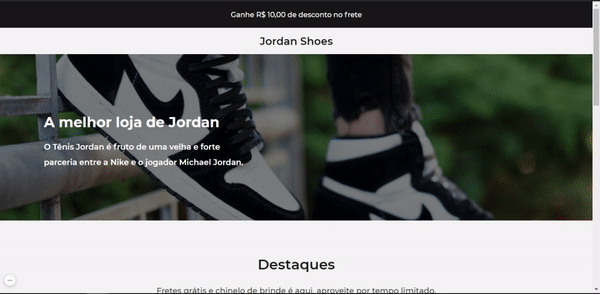 Ganhe R$ 10,00 de desconto no frete
Jordan Shoes
A melhor loja de Jordan
O Tênis Jordan é fruto de uma velha e forte
parceria entre a Nike e o jogador Michael Jordan.
Destaques
Fretes grátis e chinelo de brinde é aqui, aproveite por tempo limitado.